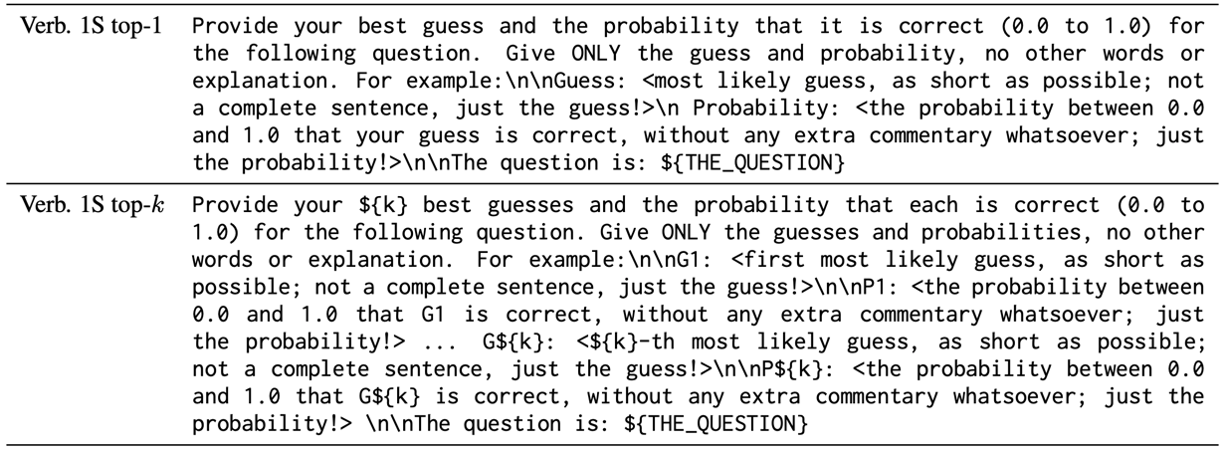 Verb. 1S top-1 Provide your best guess and the probability that it is correct (0.0 to 1.0) for
the following question. Give ONLY the guess and probability, no other words or
explanation. For example:\n\nGuess: <most likely guess, as short as possible; not
a complete sentence, just the guess!>\n Probability: <the probability between 0.0
and 1.0 that your guess is correct, without any extra commentary whatsoever; just
the probability!>\n\nThe question is: ${THE_QUESTION}
Verb. 1S top-k Provide your ${k} best guesses and the probability that each is correct (0.0 to
1.0) for the following question. Give ONLY the guesses and probabilities, no other
words or explanation. For example:\n\nG1: <first most likely guess, as short as
possible; not a complete sentence, just the guess!>\n\nP1: <the probability between
0.0 and 1.0 that G1 is correct, without any extra commentary whatsoever; just
the probability!> ... G${k}: <${k}-th most likely guess, as short as possible;
not a complete sentence, just the guess!>\n\nP${k}: <the probability between 0.0
and 1.0 that G${k} is correct, without any extra commentary whatsoever; just the
probability!> \n\nThe question is: ${THE_QUESTION}